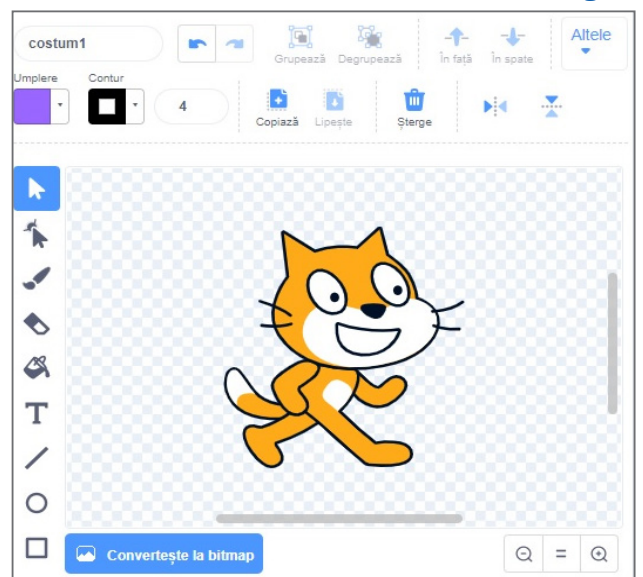 costum1
Grupează Degrupează În față În spate
Altele
Umplere Contur
4
Copiază Lipește Șterge
T
Convertește la bitmap
=